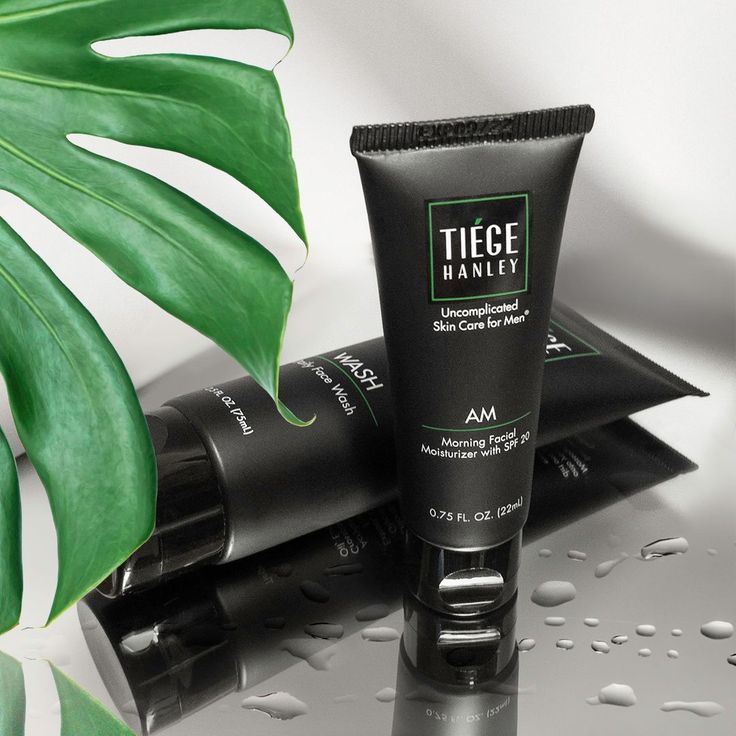 TIÉGE
HANLEY
Uncomplicated
Skin Care for Men®
AM
Morning Facial
Moisturizer with SPF 20
0.75 FL. OZ. (22mL)
WASH
Face Wash
FL. OZ. (75mL)